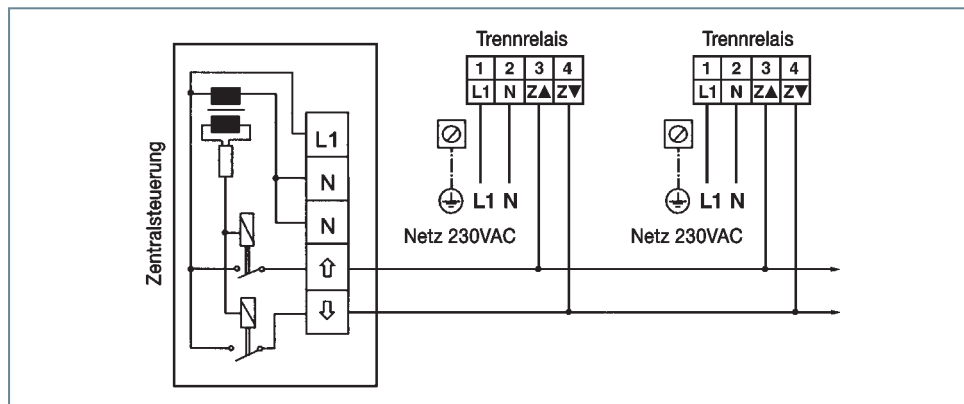 Zentralsteuerung
L1
N
N
⇧
⇩
Trennrelais
1 2 3 4
L1 N Z▲ Z▼
L1 N
Netz 230VAC
Trennrelais
1 2 3 4
L1 N Z▲ Z▼
L1 N
Netz 230VAC